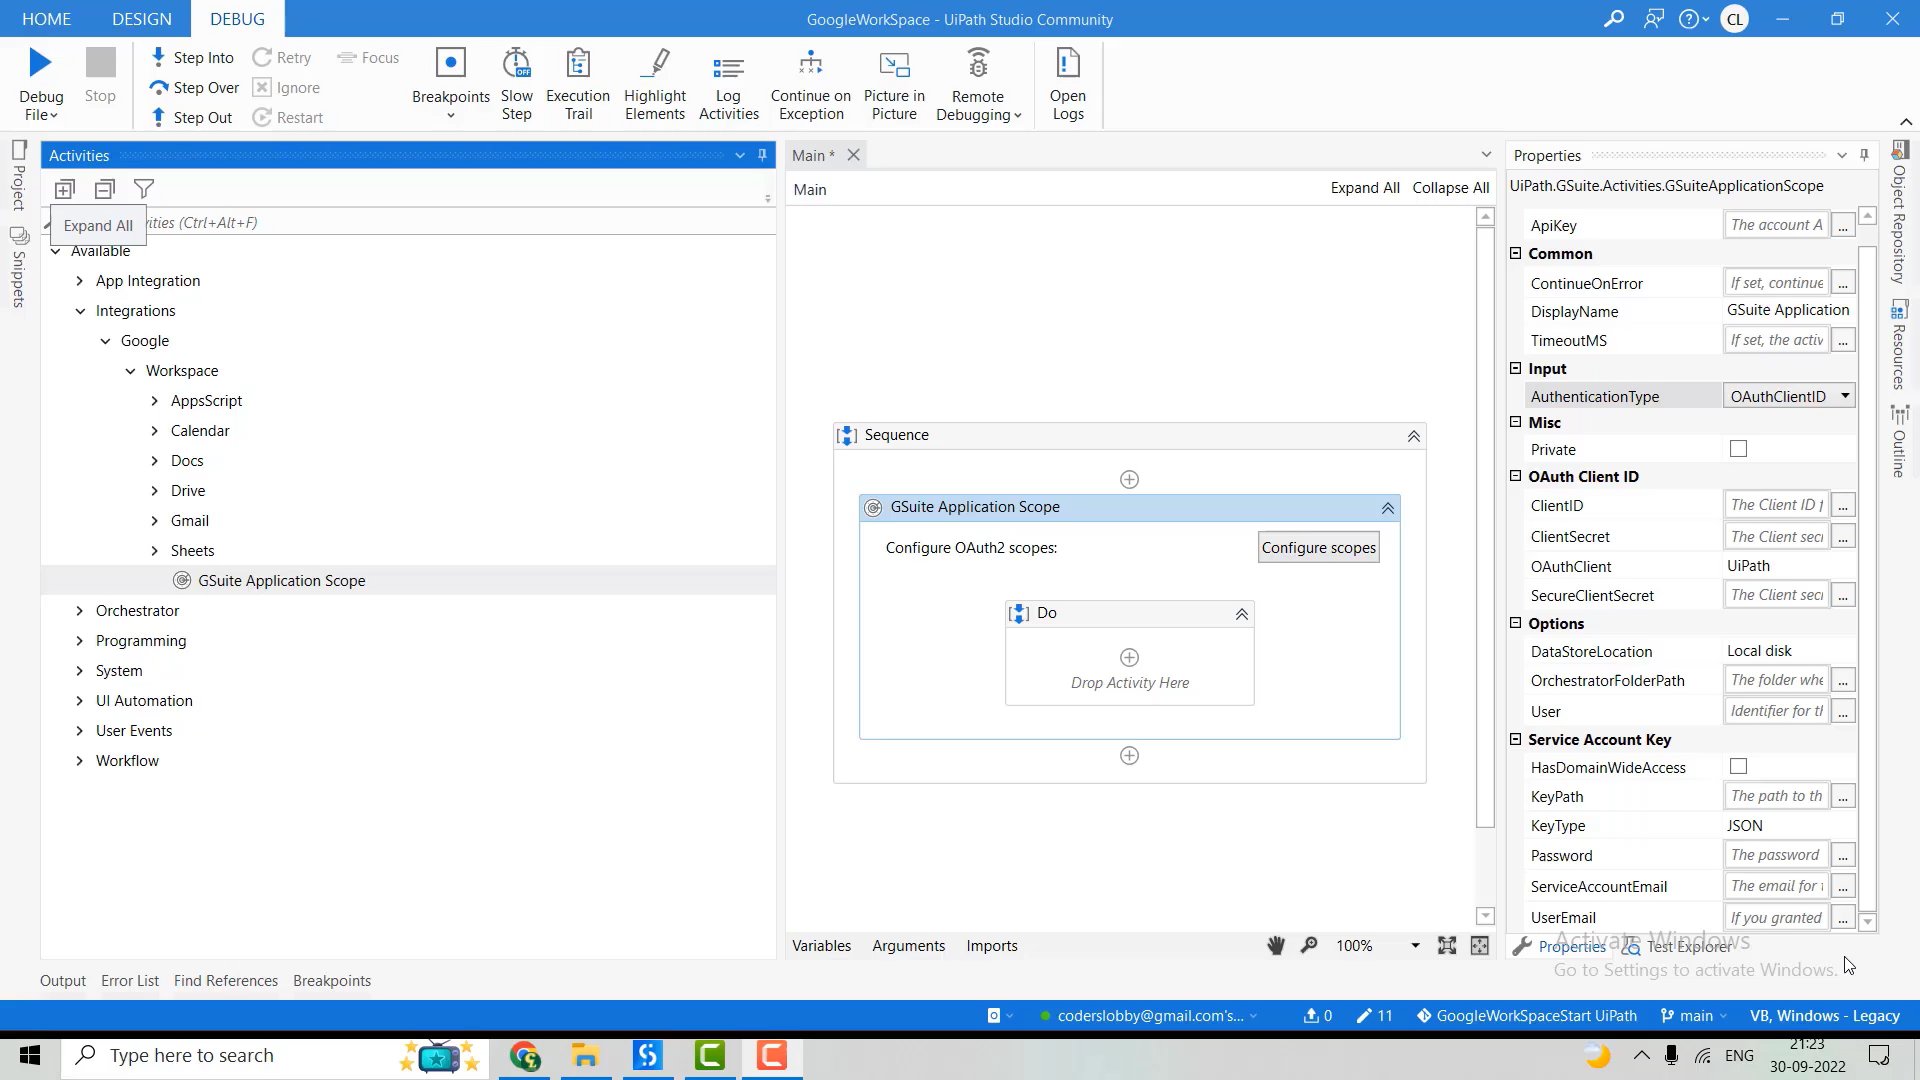 HOME DESIGN DEBUG
GoogleWorkSpace - UiPath Studio Community
CL
Debug File
Stop
Step Into
Step Over
Step Out
Retry
Ignore
Restart
Focus
Breakpoints
Slow Step
OFF
Execution Trail
Highlight Elements
Log Activities
Continue on Exception
Picture in Picture
Remote Debugging
Open Logs
Project
Snippets
Activities
Expand All
vities (Ctrl+Alt+F)
Available
App Integration
Integrations
Google
Workspace
AppsScript
Calendar
Docs
Drive
Gmail
Sheets
GSuite Application Scope
Orchestrator
Programming
System
UI Automation
User Events
Workflow
Main *
Main
Expand All Collapse All
Sequence
GSuite Application Scope
Configure OAuth2 scopes:
Configure scopes
Do
Drop Activity Here
Variables Arguments Imports
100%
Properties
UiPath.GSuite.Activities.GSuiteApplicationScope
ApiKey The account A ...
Common
ContinueOnError If set, continue ...
DisplayName GSuite Application
TimeoutMS If set, the activ ...
Input
AuthenticationType OAuthClientID
Misc
Private
OAuth Client ID
ClientID The Client ID f ...
ClientSecret The Client secr ...
OAuthClient UiPath
SecureClientSecret The Client secr ...
Options
DataStoreLocation Local disk
OrchestratorFolderPath The folder whe ...
User Identifier for th ...
Service Account Key
HasDomainWideAccess
KeyPath The path to th ...
KeyType JSON
Password The password ...
ServiceAccountEmail The email for t ...
UserEmail If you granted ...
Properties Test Explorer
Activate Windows
Go to Settings to activate Windows.
Object Repository
Resources
Outline
Output Error List Find References Breakpoints
coderslobby@gmail.com's...
0
11
GoogleWorkSpaceStart UiPath
main
VB, Windows - Legacy
Type here to search
ENG
21:23
30-09-2022